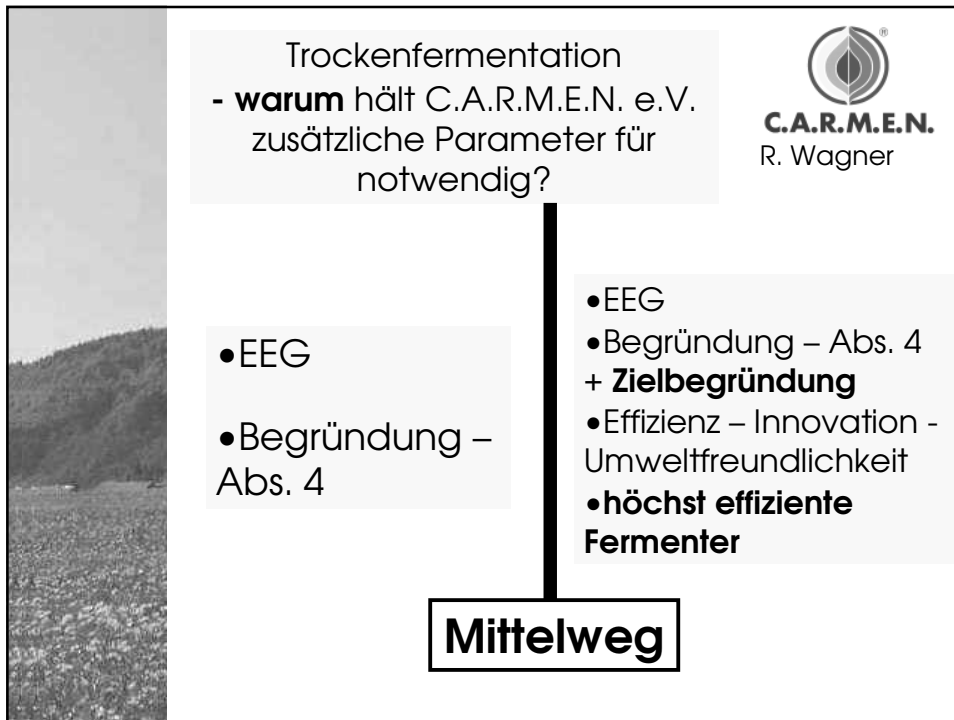 Trockenfermentation
- warum hält C.A.R.M.E.N. e.V.
zusätzliche Parameter für
notwendig?
®
C.A.R.M.E.N.
R. Wagner
•EEG
•Begründung –
Abs. 4
•EEG
•Begründung – Abs. 4
+ Zielbegründung
•Effizienz – Innovation -
Umweltfreundlichkeit
•höchst effiziente
Fermenter
Mittelweg